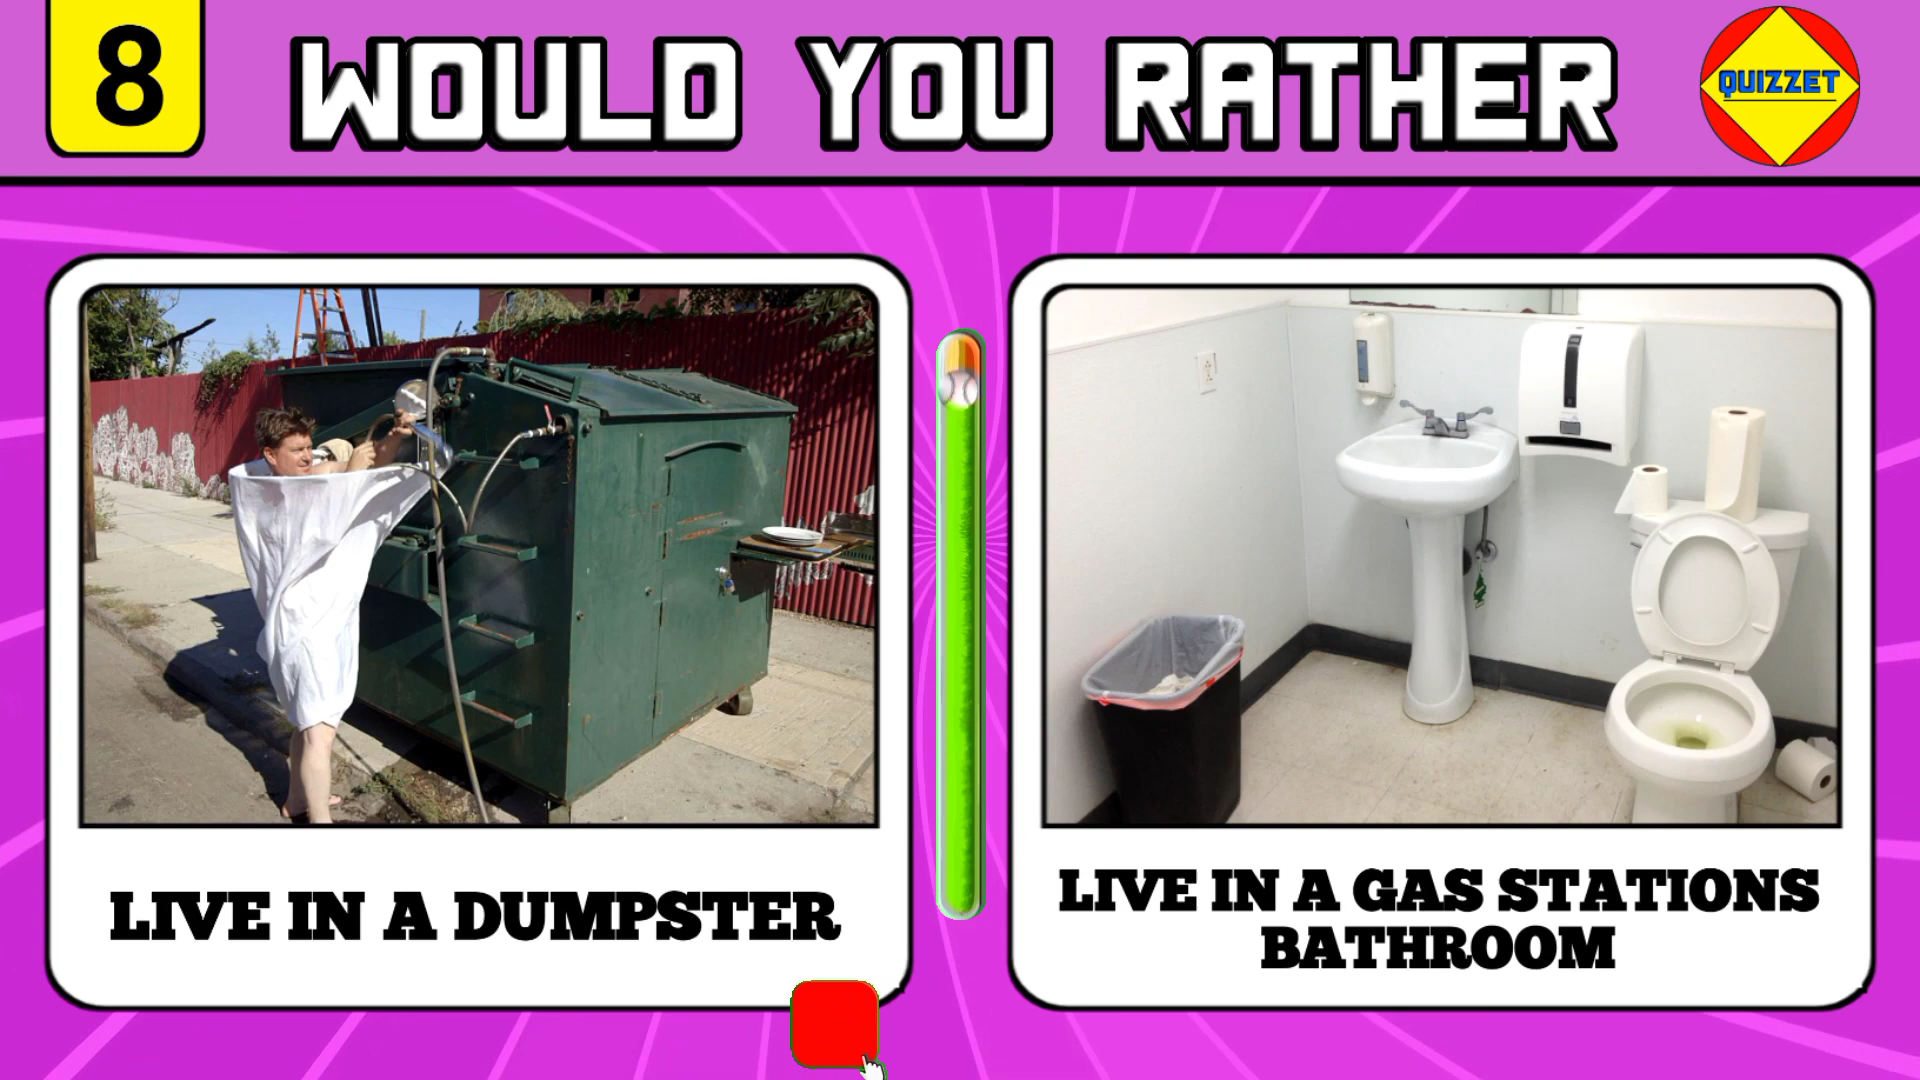 8
WOULD YOU RATHER
QUIZZET
LIVE IN A DUMPSTER
LIVE IN A GAS STATIONS
BATHROOM